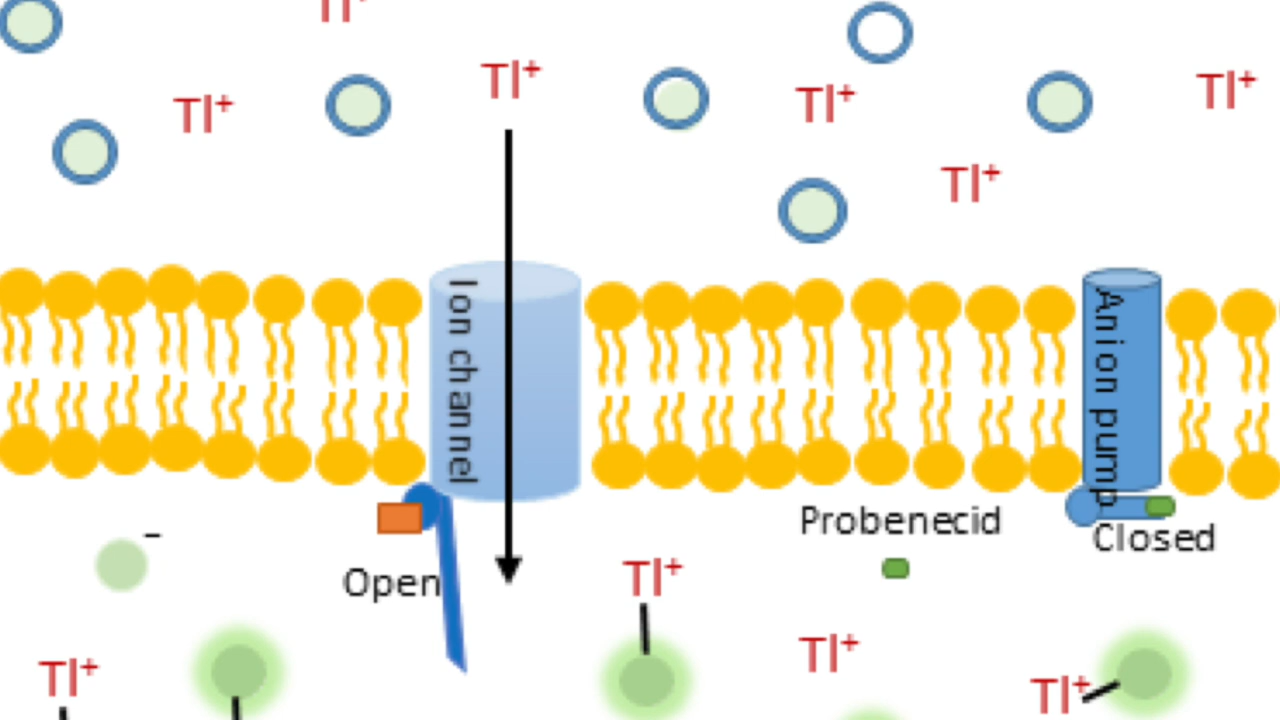 Tl⁺
Tl⁺
Tl⁺
Tl⁺
Tl⁺
Tl⁺
Ion channel
Anion pump
Probenecid
Closed
–
Open
Tl⁺
Tl⁺
Tl⁺
Tl⁺